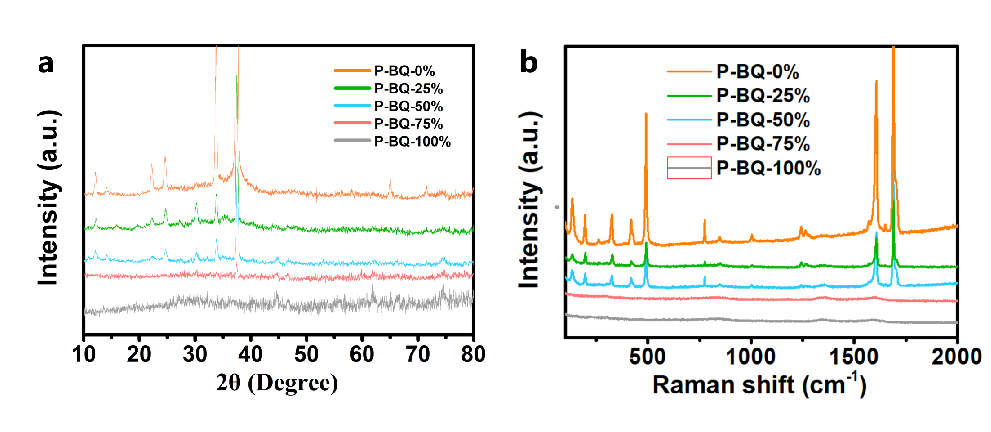 a
Intensity (a.u.)
P-BQ-0%
P-BQ-25%
P-BQ-50%
P-BQ-75%
P-BQ-100%
10 20 30 40 50 60 70 80
2θ (Degree)
b
Intensity (a.u.)
P-BQ-0%
P-BQ-25%
P-BQ-50%
P-BQ-75%
P-BQ-100%
500 1000 1500 2000
Raman shift (cm⁻¹)